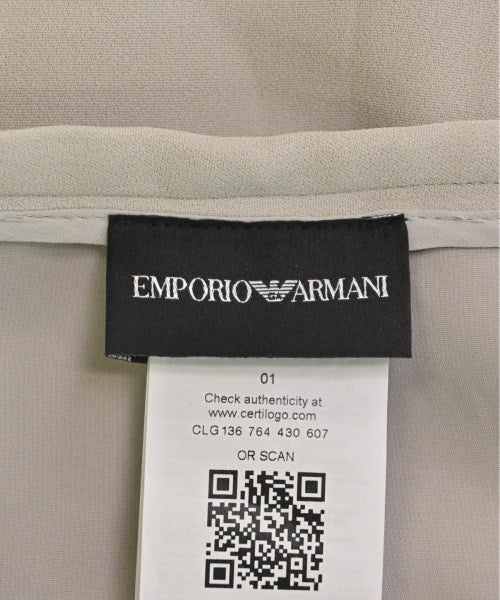 EMPORIO ARMANI
01
Check authenticity at
www.certilogo.com
CLG 136 764 430 607
OR SCAN